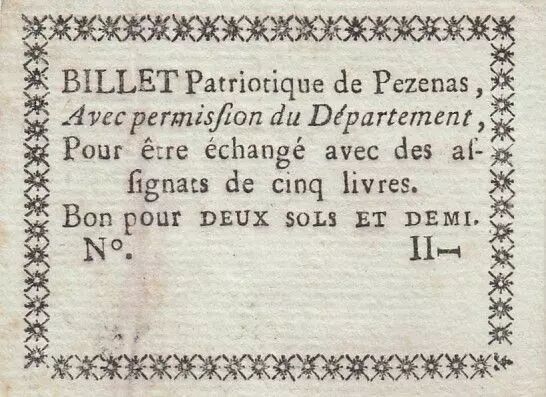 BILLET Patriotique de Pezenas,
Avec permiſſion du Département,
Pour être échangé avec des aſ-
ſignats de cinq livres.
Bon pour DEUX SOLS ET DEMI.
Nº. II—